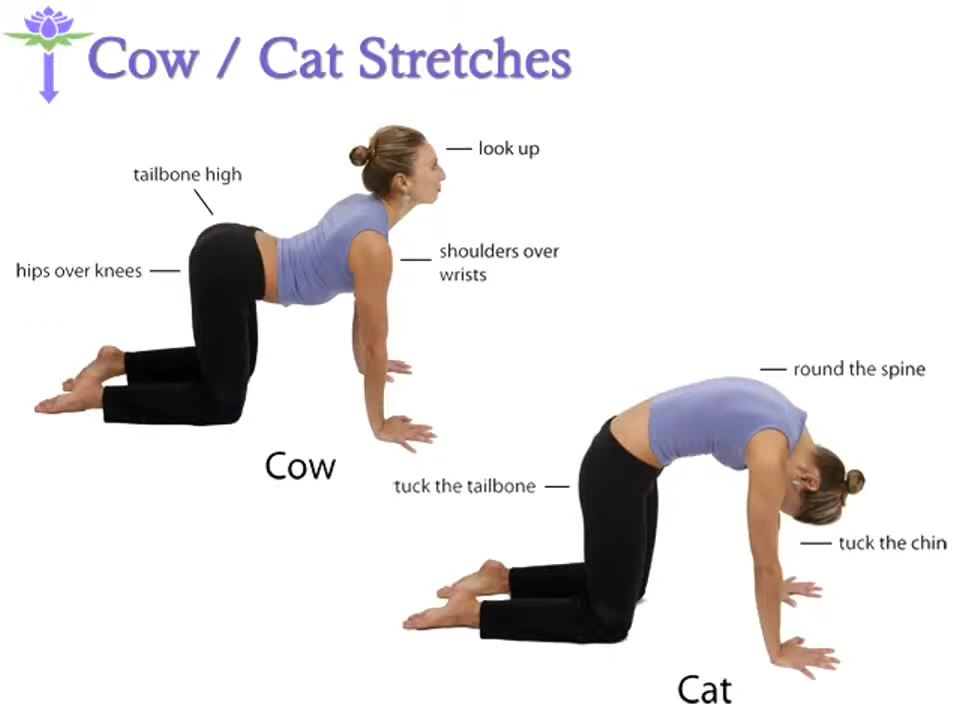 Cow / Cat Stretches
look up
tailbone high
shoulders over
wrists
hips over knees
Cow
round the spine
tuck the tailbone
tuck the chin
Cat